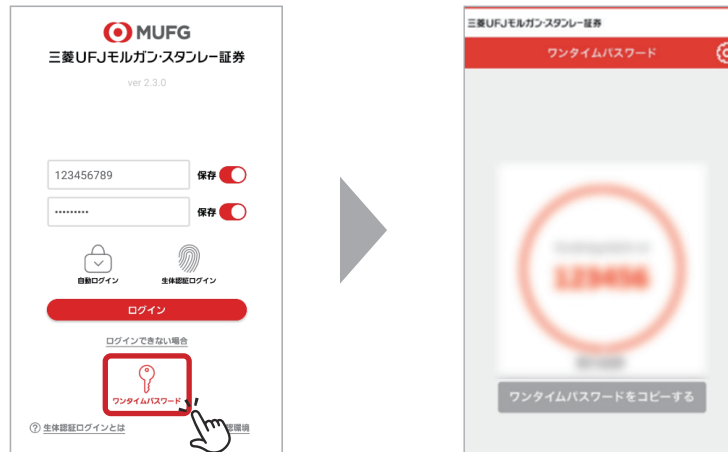 MUFG
三菱UFJモルガン・スタンレー証券
ver 2.3.0
123456789
保存
•••••••••
保存
自動ログイン
生体認証ログイン
ログイン
ログインできない場合
ワンタイムパスワード
? 生体認証ログインとは
認環境
三菱UFJモルガン・スタンレー証券
ワンタイムパスワード
123456
ワンタイムパスワードをコピーする